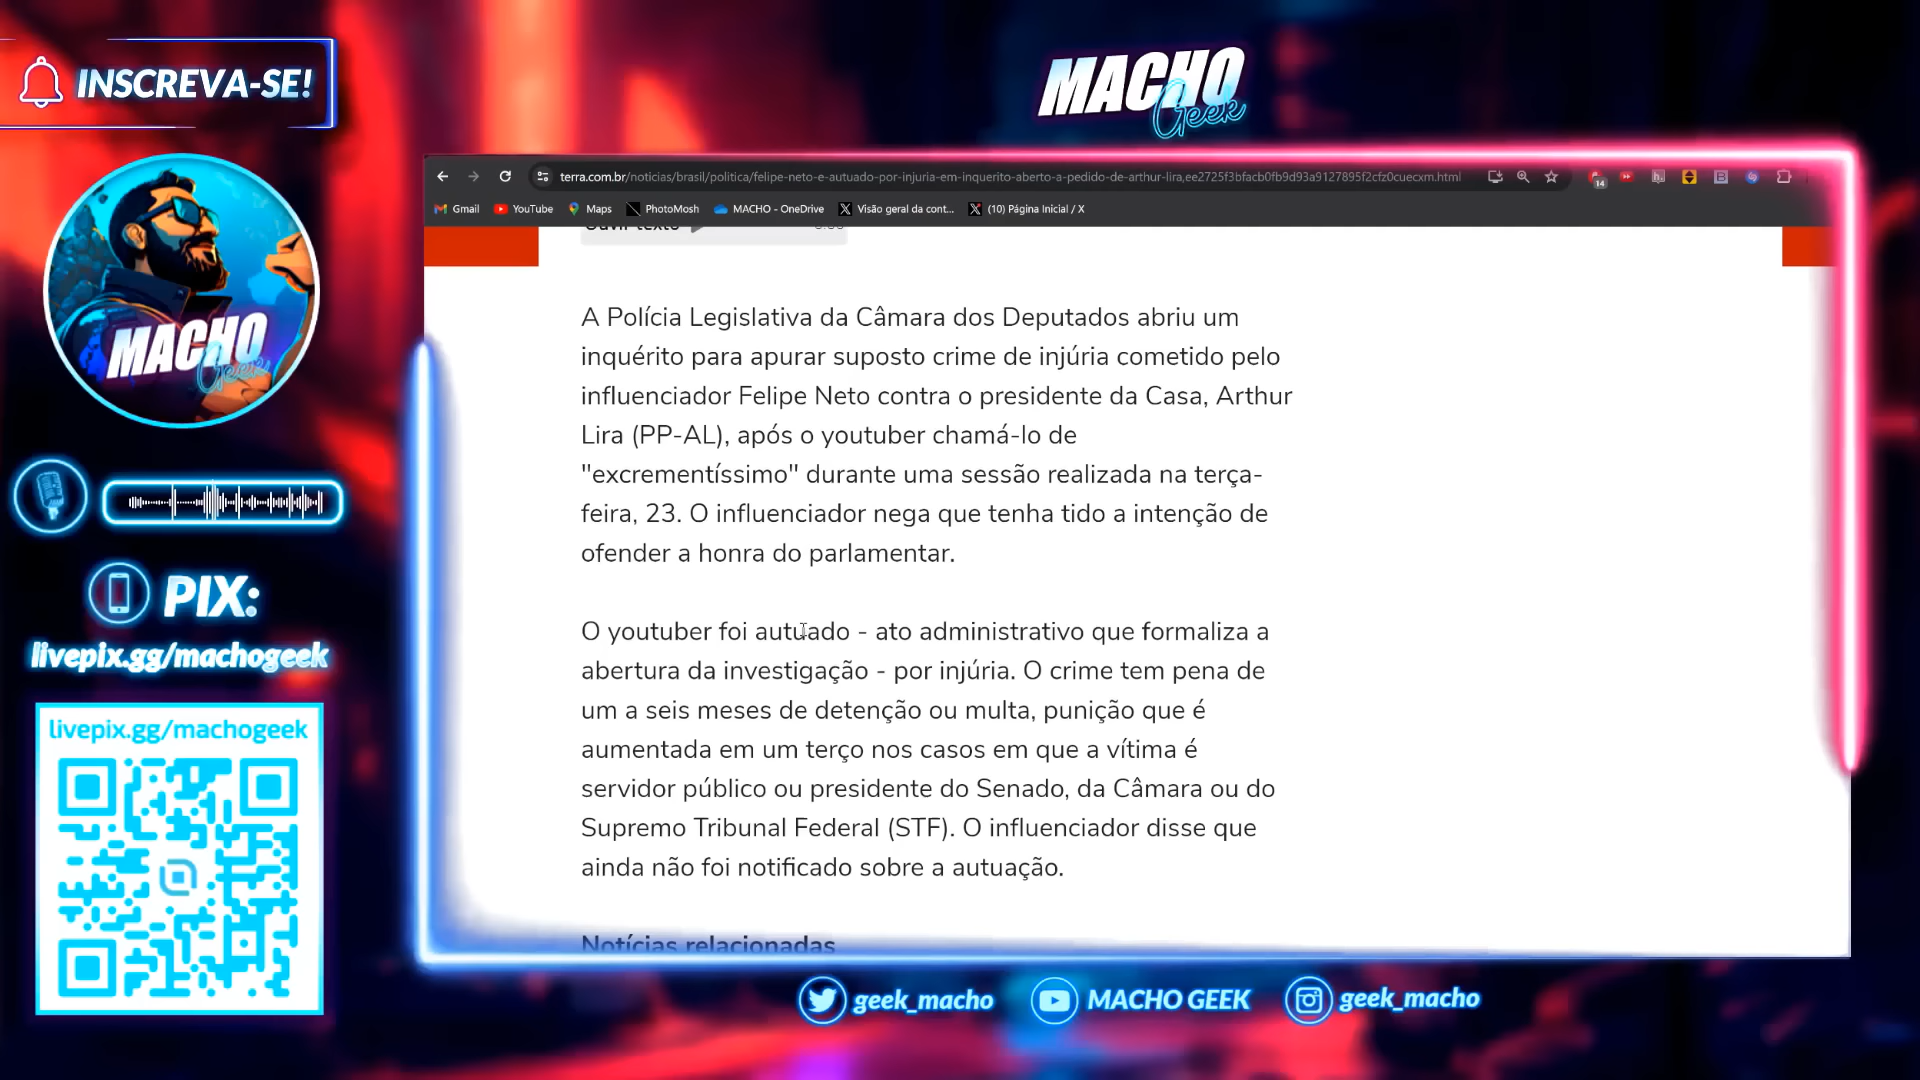 INSCREVA-SE!
MACHO
Geek
terra.com.br/noticias/brasil/politica/felipe-neto-e-autuado-por-injuria-em-inquerito-aberto-a-pedido-de-arthur-lira,ee2725f3bfacb0fb9d93a9127895f2cfz0cuecxm.html
14
Gmail YouTube Maps PhotoMosh MACHO - OneDrive Visão geral da cont... (10) Página Inicial / X
Ouvir texto
A Polícia Legislativa da Câmara dos Deputados abriu um
inquérito para apurar suposto crime de injúria cometido pelo
influenciador Felipe Neto contra o presidente da Casa, Arthur
Lira (PP-AL), após o youtuber chamá-lo de
"excrementíssimo" durante uma sessão realizada na terça-
feira, 23. O influenciador nega que tenha tido a intenção de
ofender a honra do parlamentar.
O youtuber foi autuado - ato administrativo que formaliza a
abertura da investigação - por injúria. O crime tem pena de
um a seis meses de detenção ou multa, punição que é
aumentada em um terço nos casos em que a vítima é
servidor público ou presidente do Senado, da Câmara ou do
Supremo Tribunal Federal (STF). O influenciador disse que
ainda não foi notificado sobre a autuação.
Notícias relacionadas
MACHO
Geek
PIX:
livepix.gg/machogeek
livepix.gg/machogeek
geek_macho MACHO GEEK geek_macho